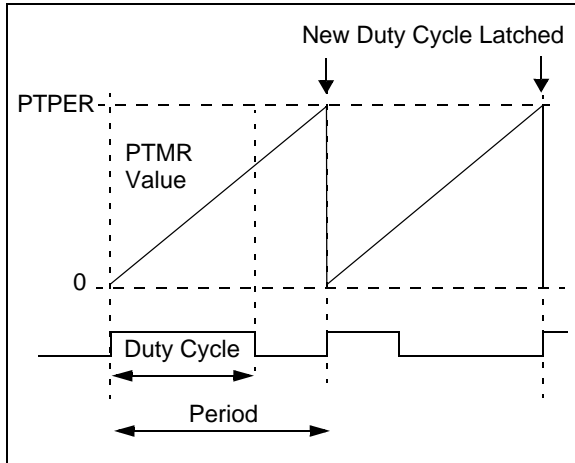 New Duty Cycle Latched
PTPER
PTMR
Value
0
Duty Cycle
Period